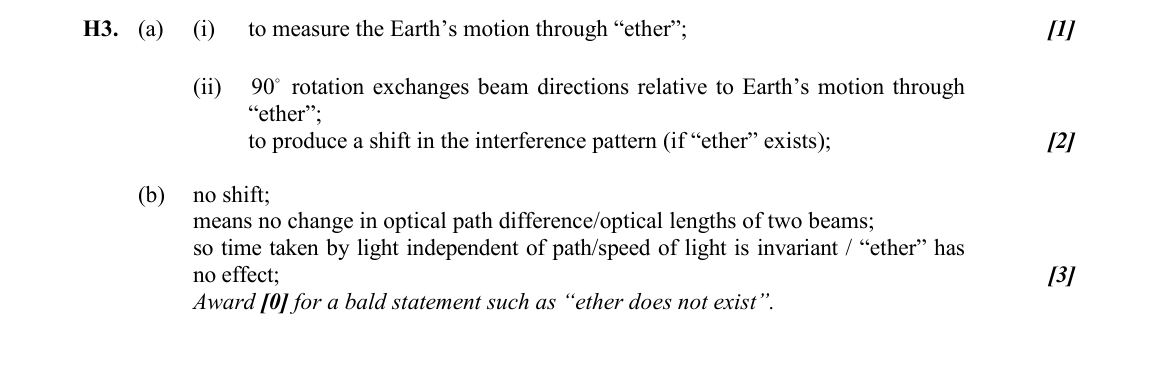 H3. (a) (i) to measure the Earth's motion through “ether”; [1]
(ii) 90° rotation exchanges beam directions relative to Earth's motion through
“ether”;
to produce a shift in the interference pattern (if “ether” exists); [2]
(b) no shift;
means no change in optical path difference/optical lengths of two beams;
so time taken by light independent of path/speed of light is invariant / “ether” has
no effect; [3]
Award [0] for a bald statement such as “ether does not exist”.